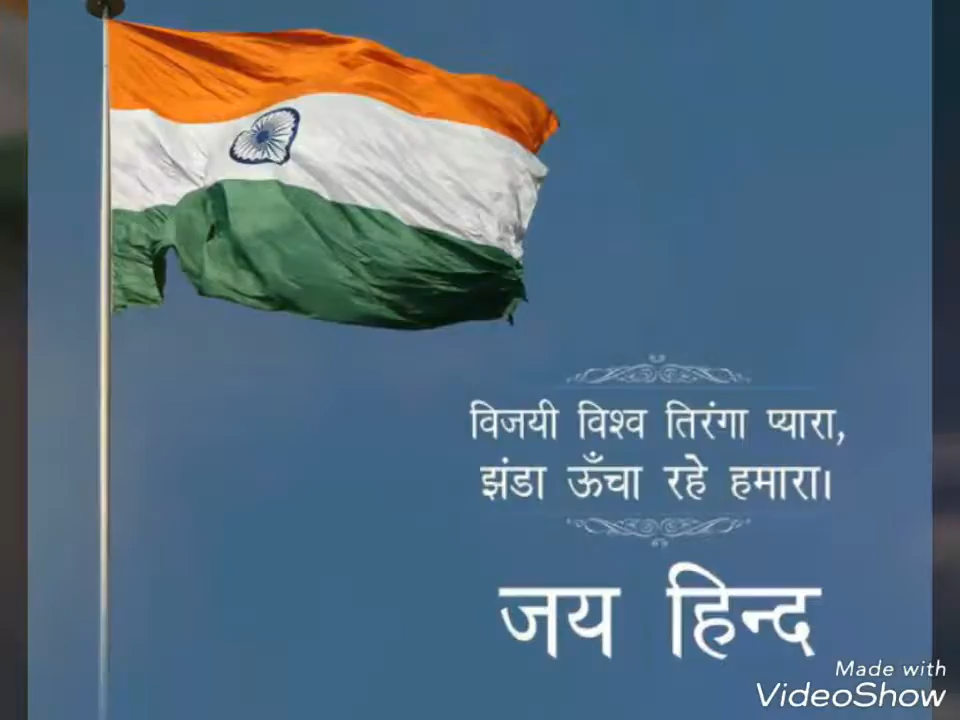 विजयी विश्व तिरंगा प्यारा,
झंडा ऊँचा रहे हमारा।
जय हिन्द
Made with
VideoShow